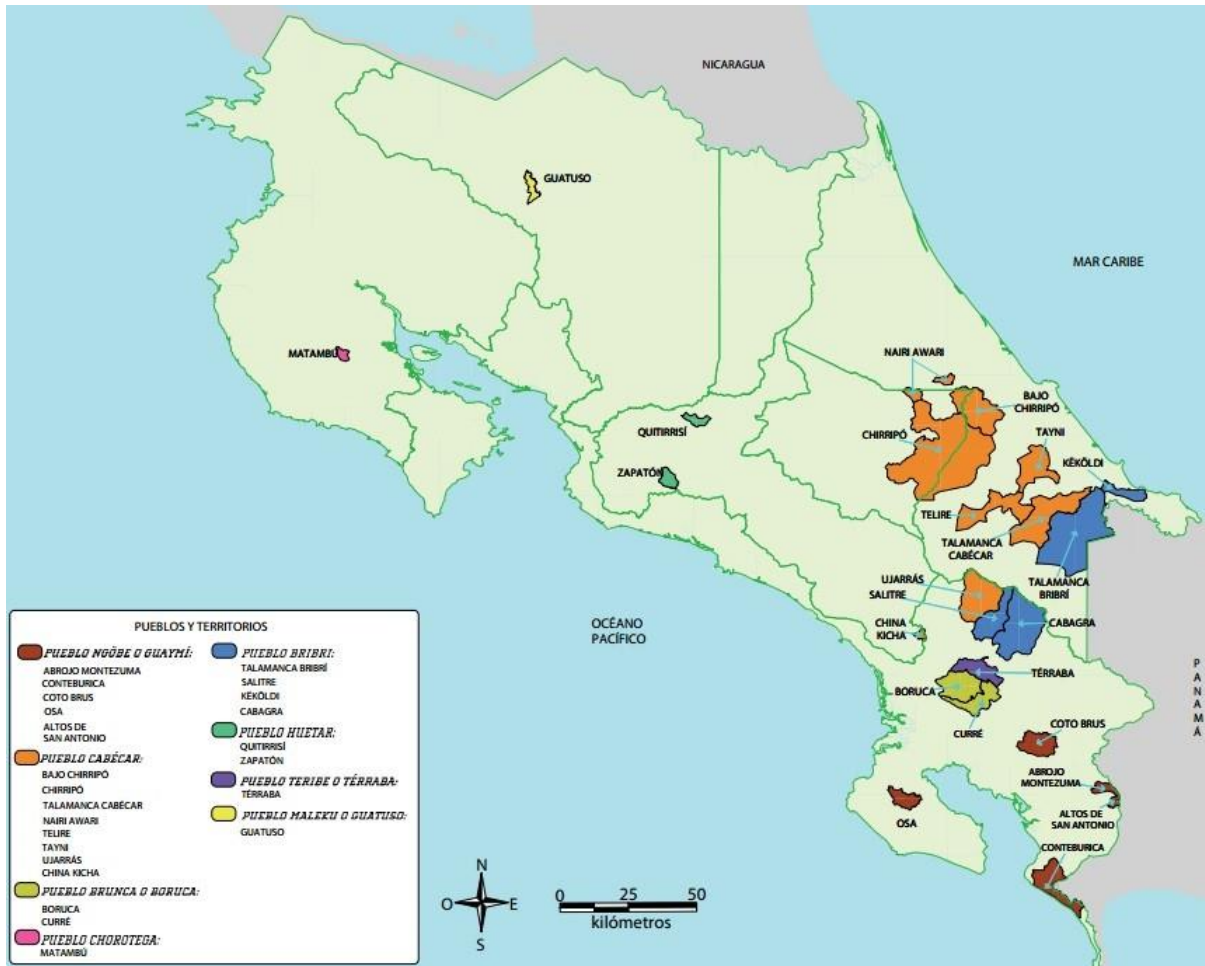 NICARAGUA
GUATUSO
MAR CARIBE
MATAMBÚ
NAIRI AWARI
BAJO
CHIRRIPÓ
QUITIRRISÍ
CHIRRIPÓ
TAYNI
ZAPATÓN
KÉKÖLDI
TELIRE
TALAMANCA
CABÉCAR
UJARRÁS
SALITRE
TALAMANCA
BRIBRÍ
OCÉANO
PACÍFICO
CHINA
KICHA
CABAGRA
PANAMÁ
BORUCA
TÉRRABA
CURRÉ
COTO BRUS
ABROJO
MONTEZUMA
OSA
ALTOS DE
SAN ANTONIO
CONTEBURICA
PUEBLOS Y TERRITORIOS
PUEBLO NGÖBE O GUAYMÍ:
ABROJO MONTEZUMA
CONTEBURICA
COTO BRUS
OSA
ALTOS DE
SAN ANTONIO
PUEBLO CABÉCAR:
BAJO CHIRRIPÓ
CHIRRIPÓ
TALAMANCA CABÉCAR
NAIRI AWARI
TELIRE
TAYNI
UJARRÁS
CHINA KICHA
PUEBLO BRUNCA O BORUCA:
BORUCA
CURRÉ
PUEBLO CHOROTEGA:
MATAMBÚ
PUEBLO BRIBRI:
TALAMANCA BRIBRÍ
SALITRE
KÉKÖLDI
CABAGRA
PUEBLO HUETAR:
QUITIRRISÍ
ZAPATÓN
PUEBLO TERIBE O TÉRRABA:
TÉRRABA
PUEBLO MALEKU O GUATUSO:
GUATUSO
N
O
E
S
0 25 50
kilómetros